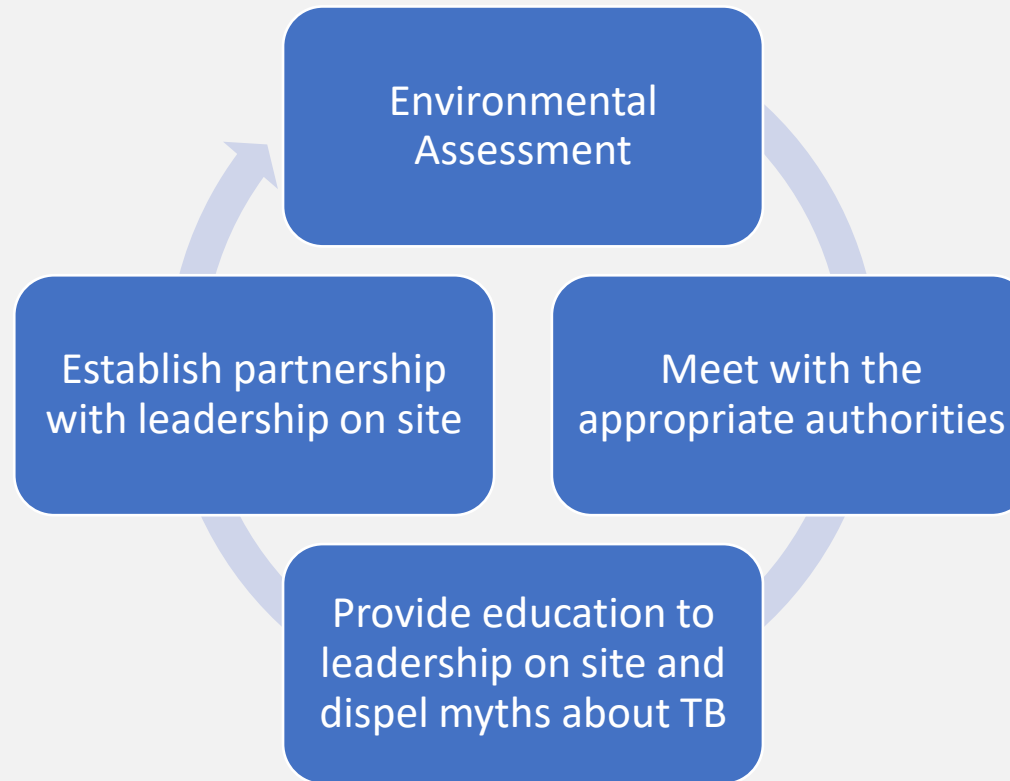 Environmental
Assessment
Meet with the
appropriate authorities
Provide education to
leadership on site and
dispel myths about TB
Establish partnership
with leadership on site